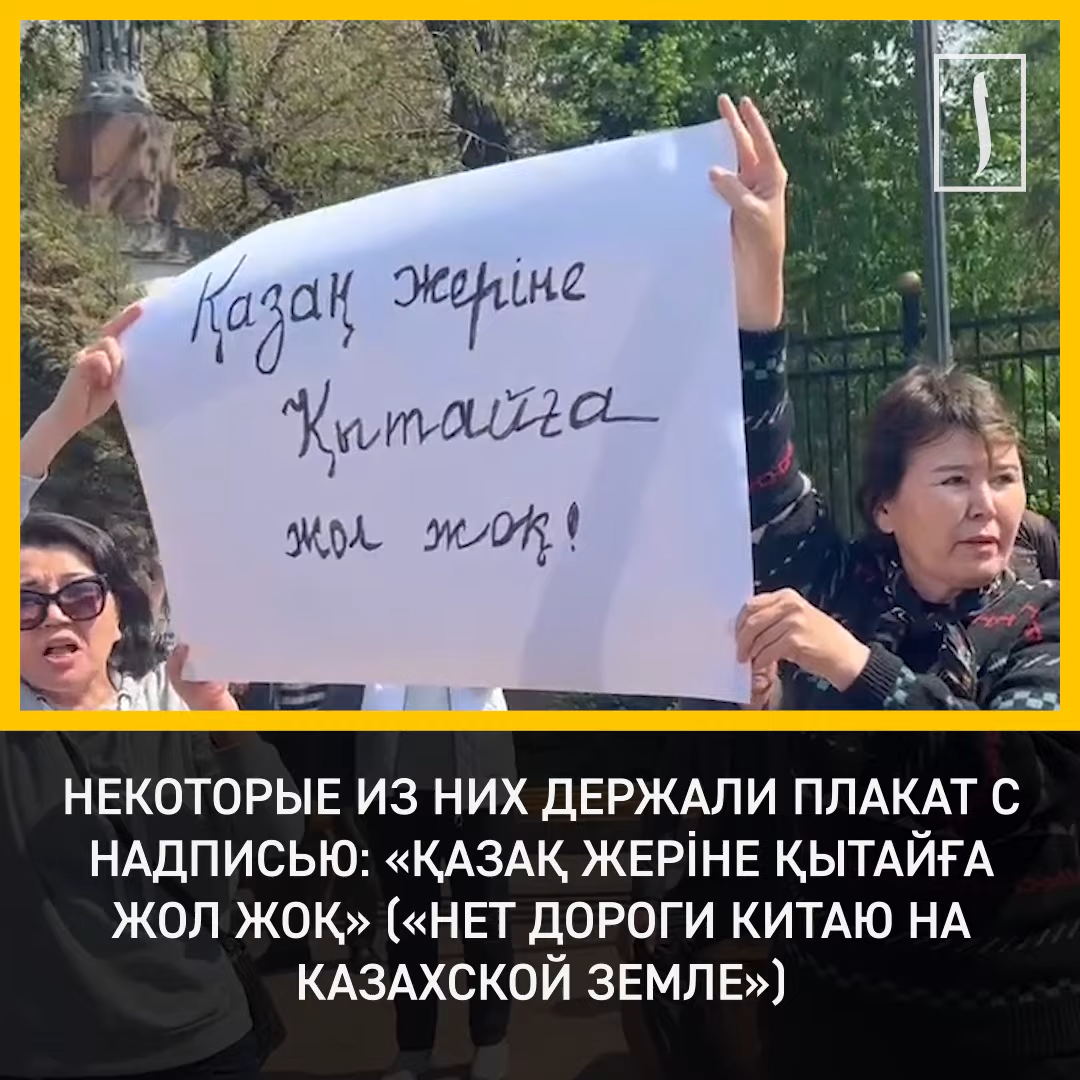 Қазақ жеріне
Қытайға
жол жоқ!
НЕКОТОРЫЕ ИЗ НИХ ДЕРЖАЛИ ПЛАКАТ С
НАДПИСЬЮ: «ҚАЗАҚ ЖЕРІНЕ ҚЫТАЙҒА
ЖОЛ ЖОҚ» («НЕТ ДОРОГИ КИТАЮ НА
КАЗАХСКОЙ ЗЕМЛЕ»)